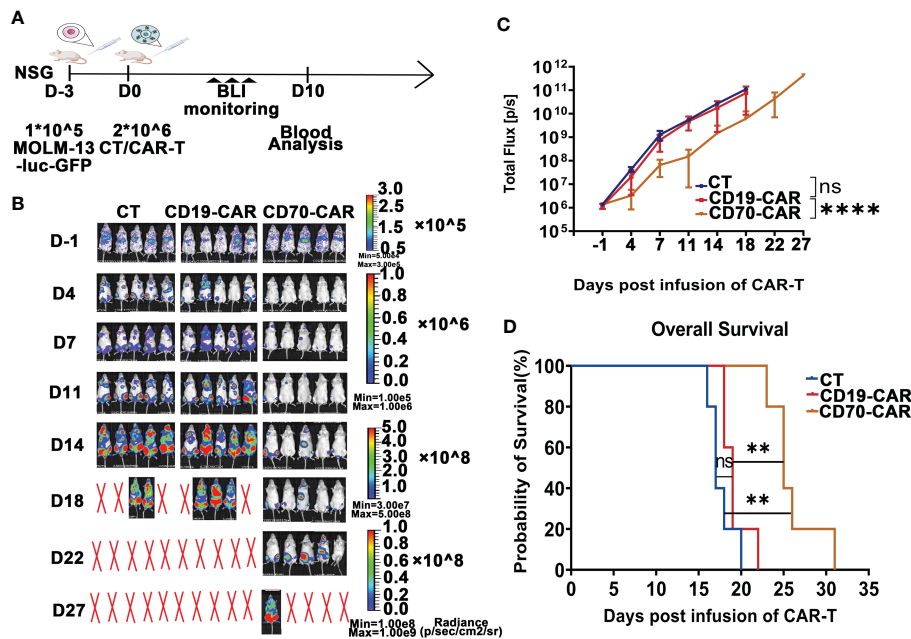 A
NSG
D-3
D0
BLI
monitoring
D10
1*10^5
MOLM-13
-luc-GFP
2*10^6
CT/CAR-T
Blood
Analysis
B
CT
CD19-CAR
CD70-CAR
D-1
D4
D7
D11
D14
D18
D22
D27
3.0
2.5
1.5
0.5
×10^5
Min=5.00e4
Max=3.00e5
1.0
0.8
0.6
0.4
0.2
0.0
×10^6
Min=1.00e5
Max=1.00e6
5.0
4.0
3.0
2.0
1.0
×10^8
Min=3.00e7
Max=5.00e8
1.0
0.8
0.6
0.4
0.2
0.0
×10^8
Min=1.00e8
Max=1.00e9
Radiance
(p/sec/cm2/sr)
C
Total Flux [p/s]
10^12
10^11
10^10
10^9
10^8
10^7
10^6
10^5
-1 4 7 11 14 18 22 27
Days post infusion of CAR-T
CT
CD19-CAR
CD70-CAR
ns
****
D
Overall Survival
Probability of Survival(%)
100
80
60
40
20
0
0 5 10 15 20 25 30 35
Days post infusion of CAR-T
ns
**
**
CT
CD19-CAR
CD70-CAR